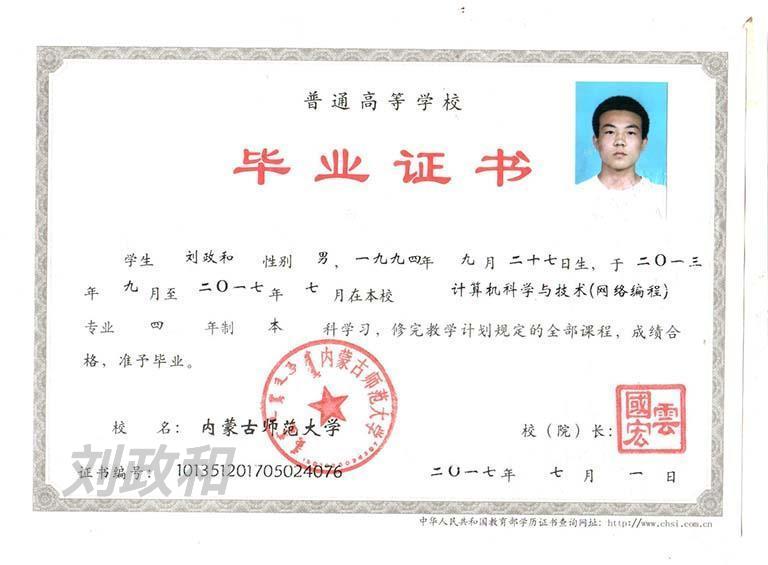 普通高等学校
毕业证书
学生 刘政和 性别 男，一九九四年 九 月 二十七日生，于 二〇一三
年 九 月至 二〇一七年 七 月在本校 计算机科学与技术(网络编程)
专业 四 年制 本 科学习，修完教学计划规定的全部课程，成绩合
格，准予毕业。
内蒙古师范大学
校 名： 内蒙古师范大学 校（院）长：
雲國宏
刘政和
证书编号： 101351201705024076 二〇一七年 七 月 一 日
中华人民共和国教育部学历证书查询网址：http://www.chsi.com.cn